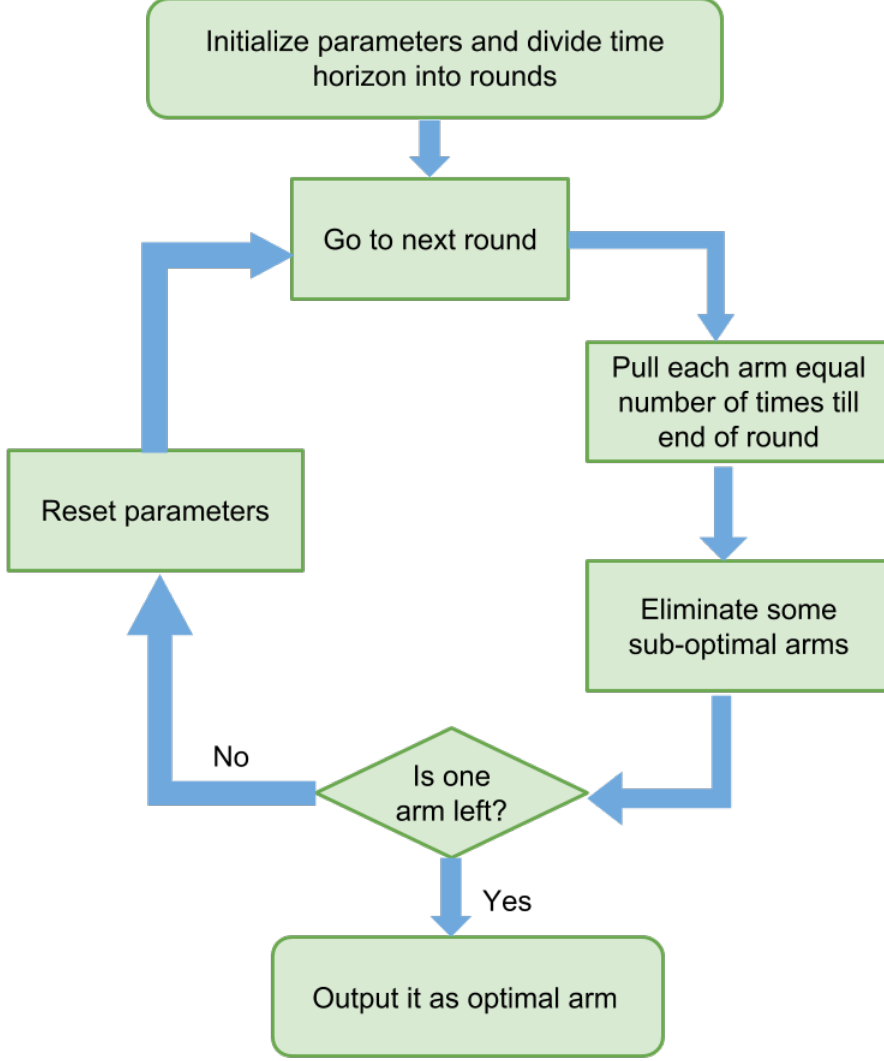 Initialize parameters and divide time
horizon into rounds
Go to next round
Pull each arm equal
number of times till
end of round
Eliminate some
sub-optimal arms
Is one
arm left?
No
Reset parameters
Yes
Output it as optimal arm